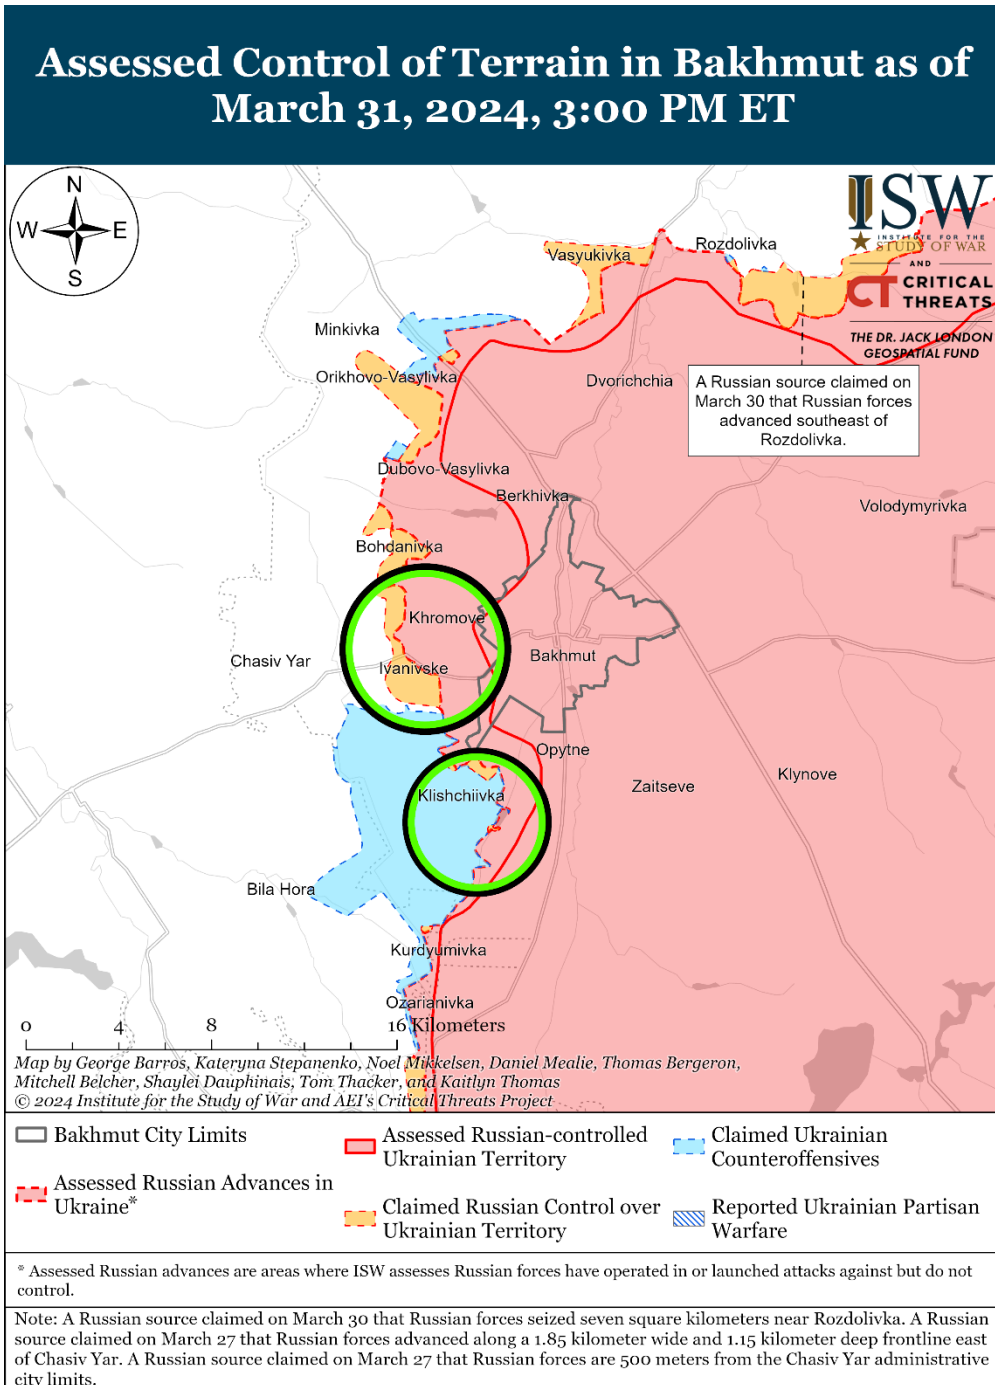 Assessed Control of Terrain in Bakhmut as of
March 31, 2024, 3:00 PM ET
N
W
E
S
ISW
INSTITUTE FOR THE
STUDY OF WAR
AND
CT CRITICAL
THREATS
THE DR. JACK LONDON
GEOSPATIAL FUND
Rozdolivka
Vasyukivka
Minkivka
Orikhovo-Vasylivka
Dvorichchia
A Russian source claimed on
March 30 that Russian forces
advanced southeast of
Rozdolivka.
Dubovo-Vasylivka
Berkhivka
Volodymyrivka
Bohdanivka
Khromove
Chasiv Yar
Ivanivske
Bakhmut
Opytne
Klishchiivka
Zaitseve
Klynove
Bila Hora
Kurdyumivka
Ozarianivka
0 4 8 16 Kilometers
Map by George Barros, Kateryna Stepanenko, Noel Mikkelsen, Daniel Mealie, Thomas Bergeron,
Mitchell Belcher, Shaylei Dauphinais, Tom Thacker, and Kaitlyn Thomas
© 2024 Institute for the Study of War and AEI's Critical Threats Project
Bakhmut City Limits
Assessed Russian Advances in
Ukraine*
Assessed Russian-controlled
Ukrainian Territory
Claimed Russian Control over
Ukrainian Territory
Claimed Ukrainian
Counteroffensives
Reported Ukrainian Partisan
Warfare
* Assessed Russian advances are areas where ISW assesses Russian forces have operated in or launched attacks against but do not
control.
Note: A Russian source claimed on March 30 that Russian forces seized seven square kilometers near Rozdolivka. A Russian
source claimed on March 27 that Russian forces advanced along a 1.85 kilometer wide and 1.15 kilometer deep frontline east
of Chasiv Yar. A Russian source claimed on March 27 that Russian forces are 500 meters from the Chasiv Yar administrative
city limits.